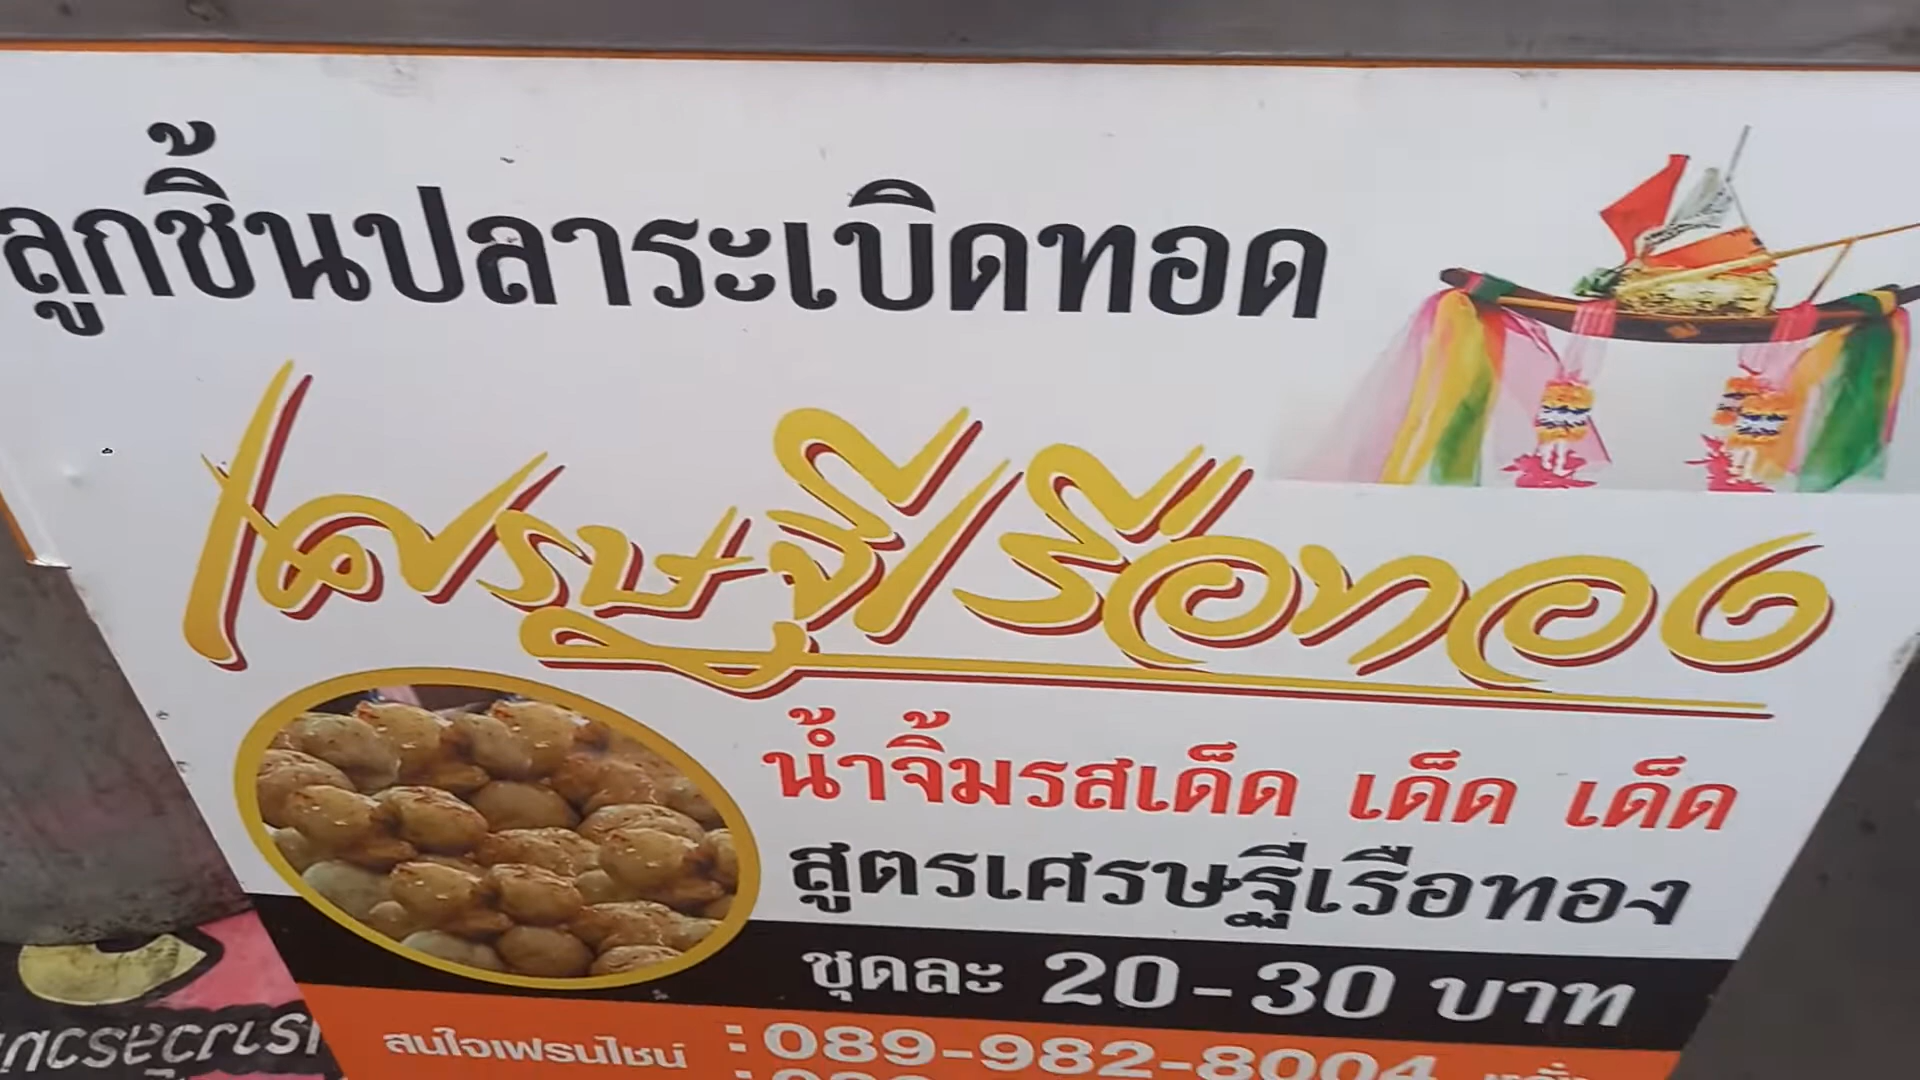 ลูกชิ้นปลาระเบิดทอด
เศรษฐีเรือทอง
น้ำจิ้มรสเด็ด เด็ด เด็ด
สูตรเศรษฐีเรือทอง
ชุดละ 20-30 บาท
สนใจเฟรนไชน์ : 089-982-8004